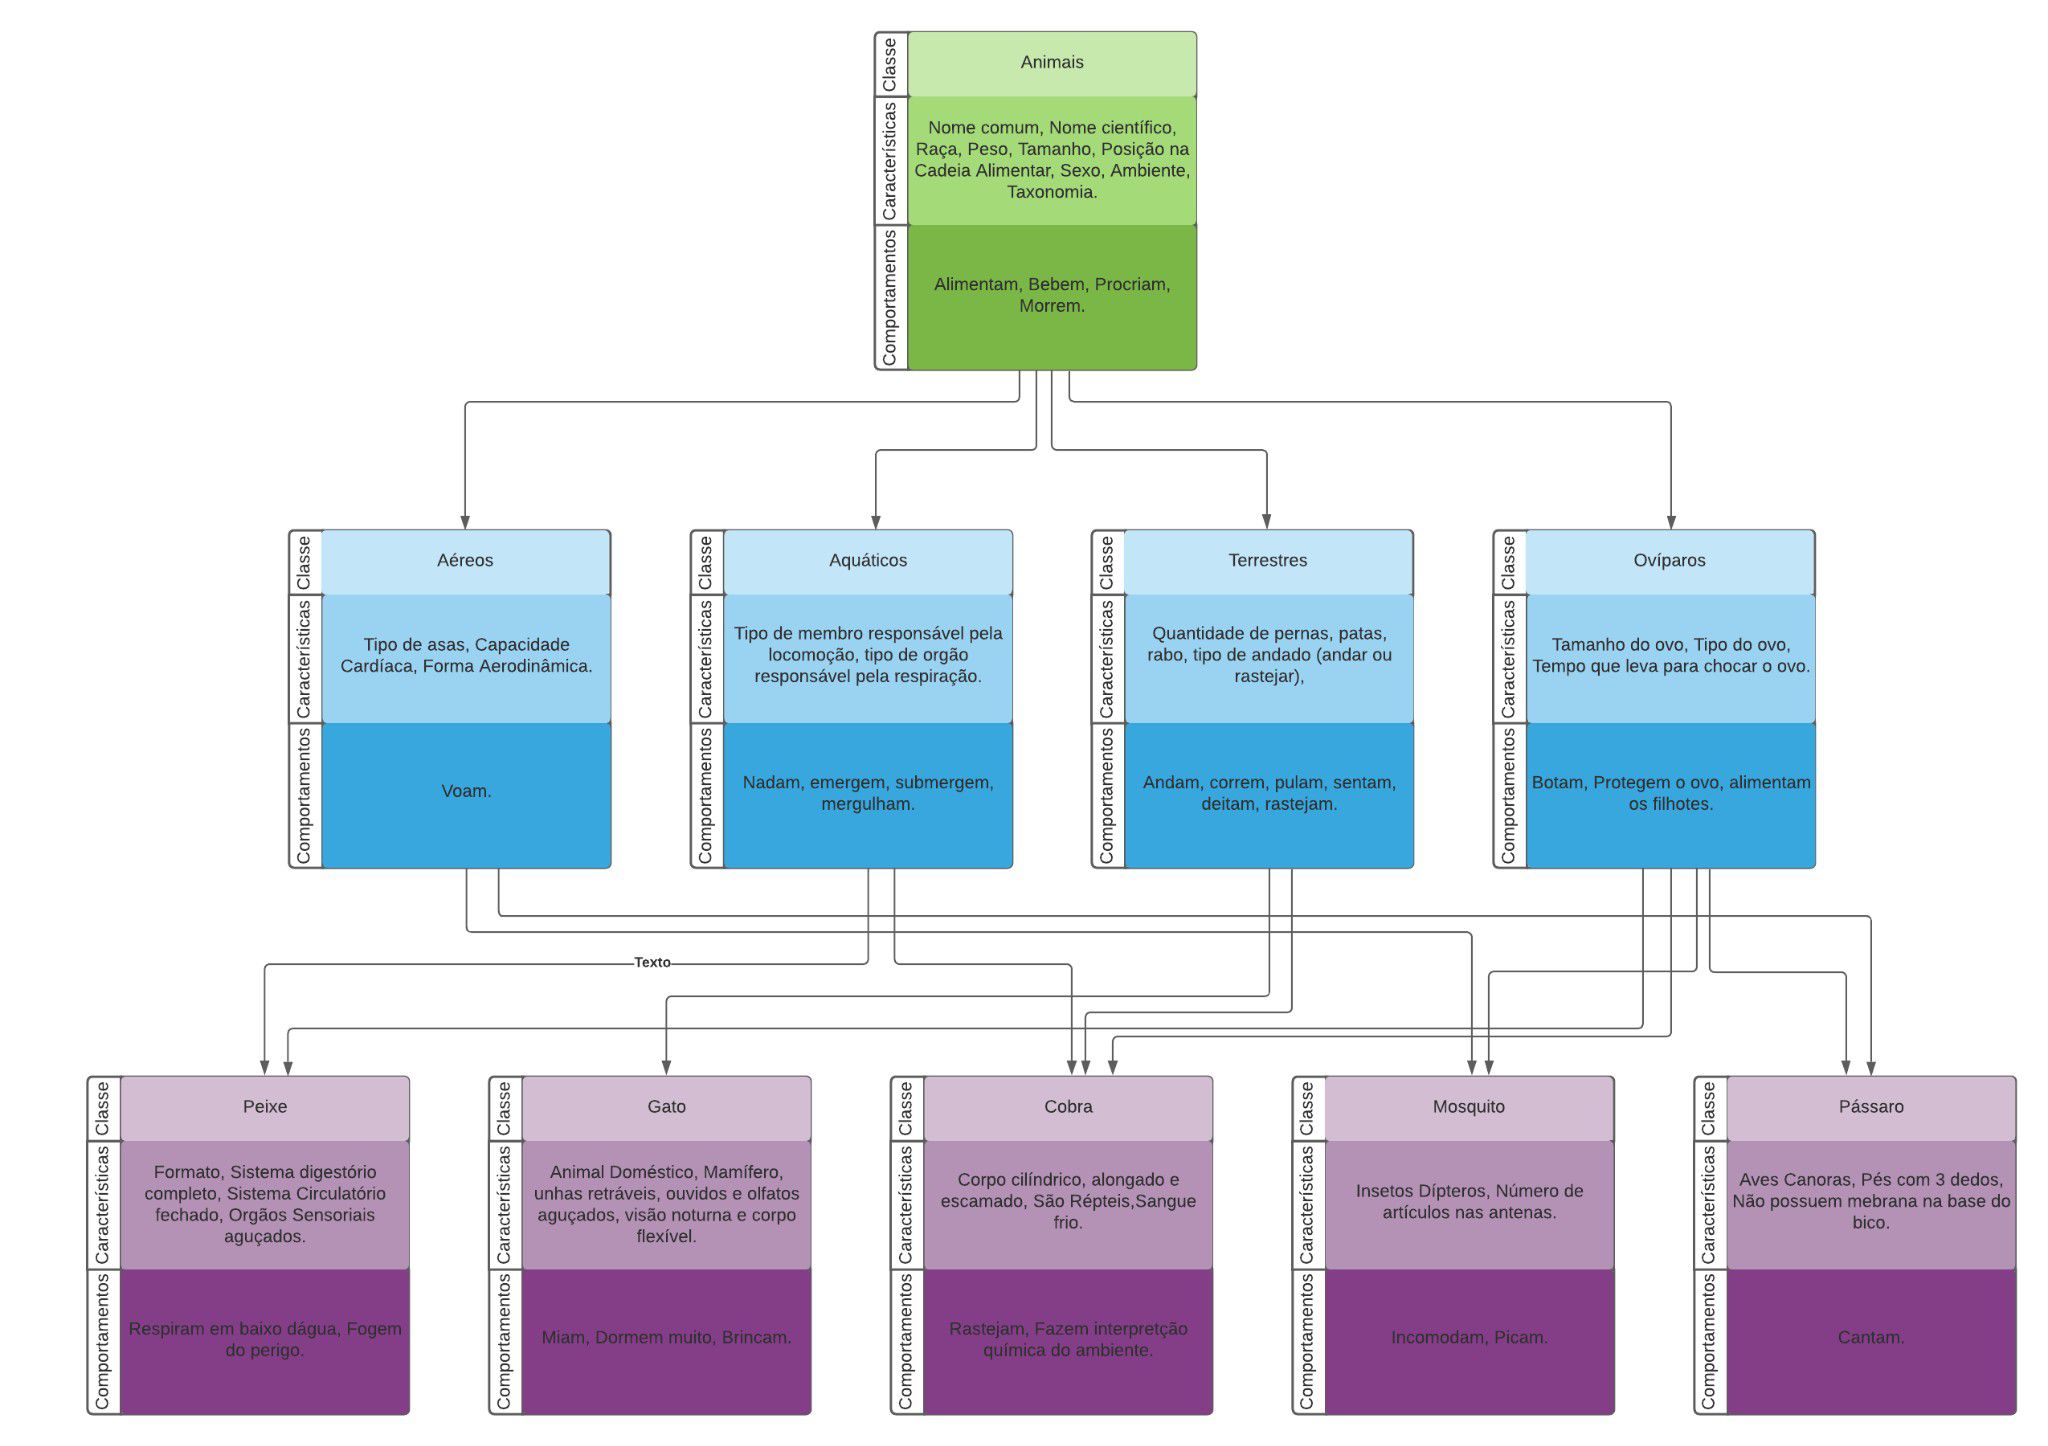 Classe
Animais
Características
Nome comum, Nome científico,
Raça, Peso, Tamanho, Posição na
Cadeia Alimentar, Sexo, Ambiente,
Taxonomia.
Comportamentos
Alimentam, Bebem, Procriam,
Morrem.
Classe
Aéreos
Características
Tipo de asas, Capacidade
Cardíaca, Forma Aerodinâmica.
Comportamentos
Voam.
Classe
Aquáticos
Características
Tipo de membro responsável pela
locomoção, tipo de orgão
responsável pela respiração.
Comportamentos
Nadam, emergem, submergem,
mergulham.
Classe
Terrestres
Características
Quantidade de pernas, patas,
rabo, tipo de andado (andar ou
rastejar),
Comportamentos
Andam, correm, pulam, sentam,
deitam, rastejam.
Classe
Ovíparos
Características
Tamanho do ovo, Tipo do ovo,
Tempo que leva para chocar o ovo.
Comportamentos
Botam, Protegem o ovo, alimentam
os filhotes.
Texto
Classe
Peixe
Características
Formato, Sistema digestório
completo, Sistema Circulatório
fechado, Orgãos Sensoriais
aguçados.
Comportamentos
Respiram em baixo dágua, Fogem
do perigo.
Classe
Gato
Características
Animal Doméstico, Mamífero,
unhas retráveis, ouvidos e olfatos
aguçados, visão noturna e corpo
flexível.
Comportamentos
Miam, Dormem muito, Brincam.
Classe
Cobra
Características
Corpo cilíndrico, alongado e
escamado, São Répteis,Sangue
frio.
Comportamentos
Rastejam, Fazem interpretção
química do ambiente.
Classe
Mosquito
Características
Insetos Dípteros, Número de
artículos nas antenas.
Comportamentos
Incomodam, Picam.
Classe
Pássaro
Características
Aves Canoras, Pés com 3 dedos,
Não possuem mebrana na base do
bico.
Comportamentos
Cantam.